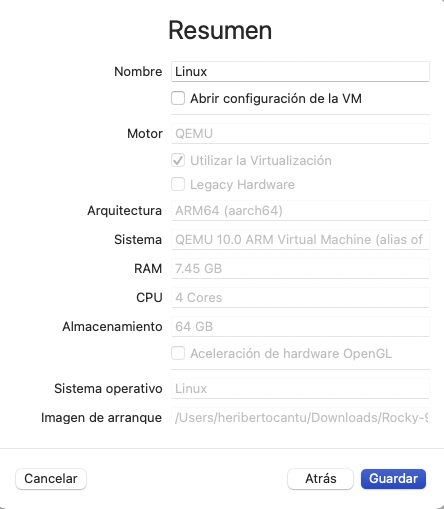 Resumen
Nombre Linux
Abrir configuración de la VM
Motor QEMU
Utilizar la Virtualización
Legacy Hardware
Arquitectura ARM64 (aarch64)
Sistema QEMU 10.0 ARM Virtual Machine (alias of
RAM 7.45 GB
CPU 4 Cores
Almacenamiento 64 GB
Aceleración de hardware OpenGL
Sistema operativo Linux
Imagen de arranque /Users/heribertocantu/Downloads/Rocky-9
Cancelar Atrás Guardar